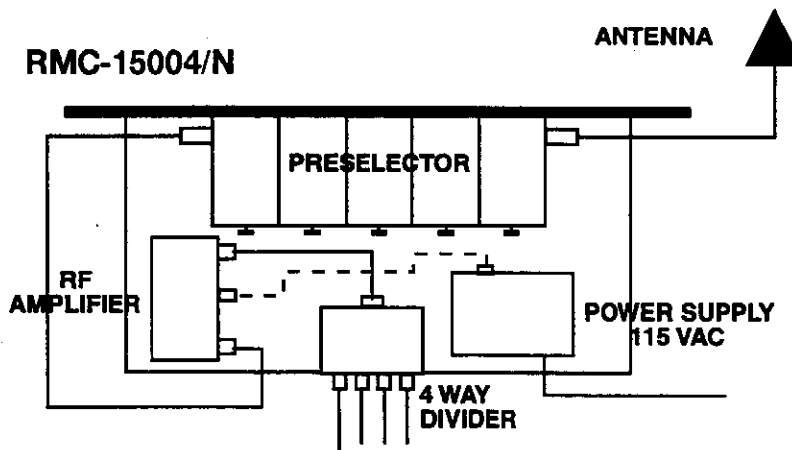 ANTENNA
RMC-15004/N
PRESELECTOR
RF
AMPLIFIER
POWER SUPPLY
115 VAC
4 WAY
DIVIDER